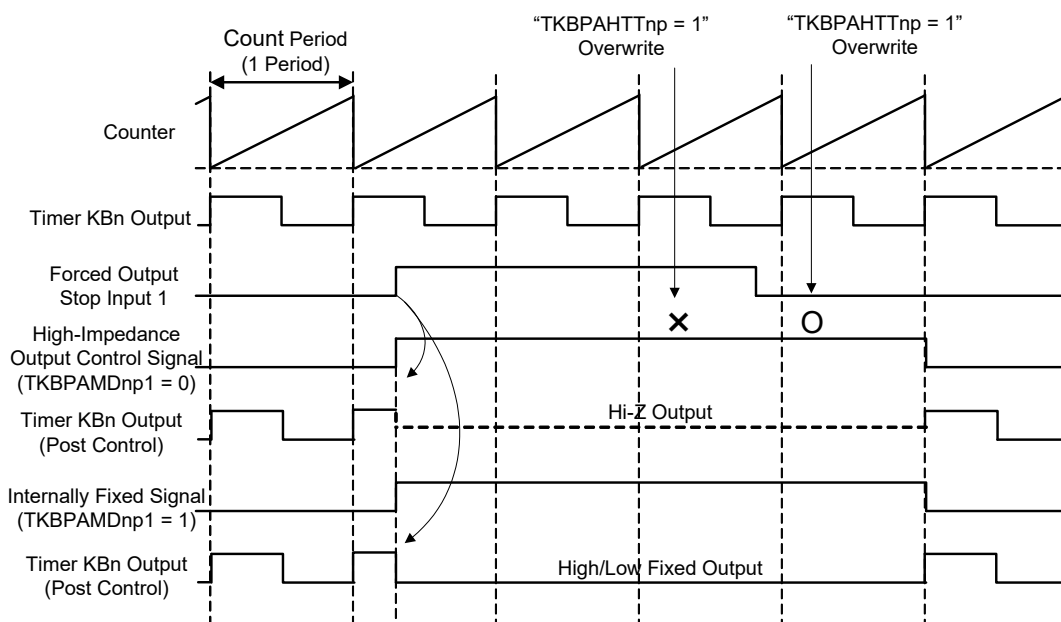 "TKBPAHTTnp = 1"
Overwrite
"TKBPAHTTnp = 1"
Overwrite
Count Period
(1 Period)
Counter
Timer KBn Output
Forced Output
Stop Input 1
High-Impedance
Output Control Signal
(TKBPAMDnp1 = 0)
Timer KBn Output
(Post Control)
Hi-Z Output
Internally Fixed Signal
(TKBPAMDnp1 = 1)
Timer KBn Output
(Post Control)
High/Low Fixed Output